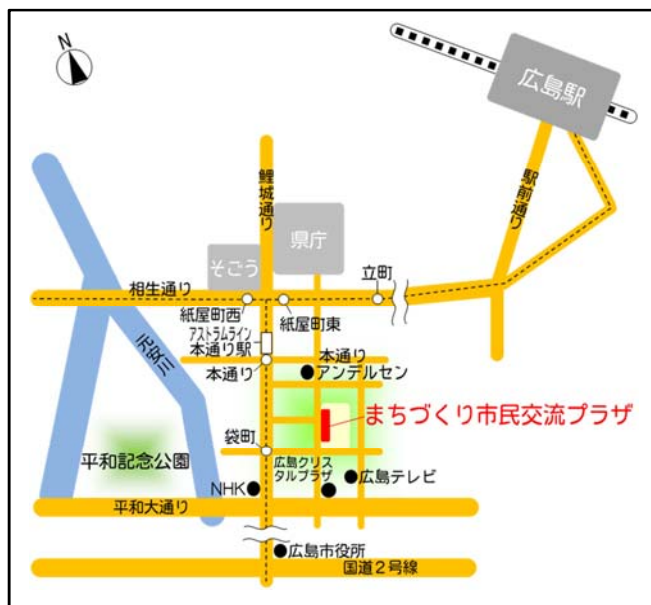 N
広島駅
鯉城通り
駅前通り
県庁
そごう
立町
相生通り
紙屋町西
紙屋町東
アストラムライン
本通り駅
本通り
本通り
アンデルセン
元安川
まちづくり市民交流プラザ
袋町
平和記念公園
広島クリス
タルプラザ
広島テレビ
NHK
平和大通り
広島市役所
国道2号線